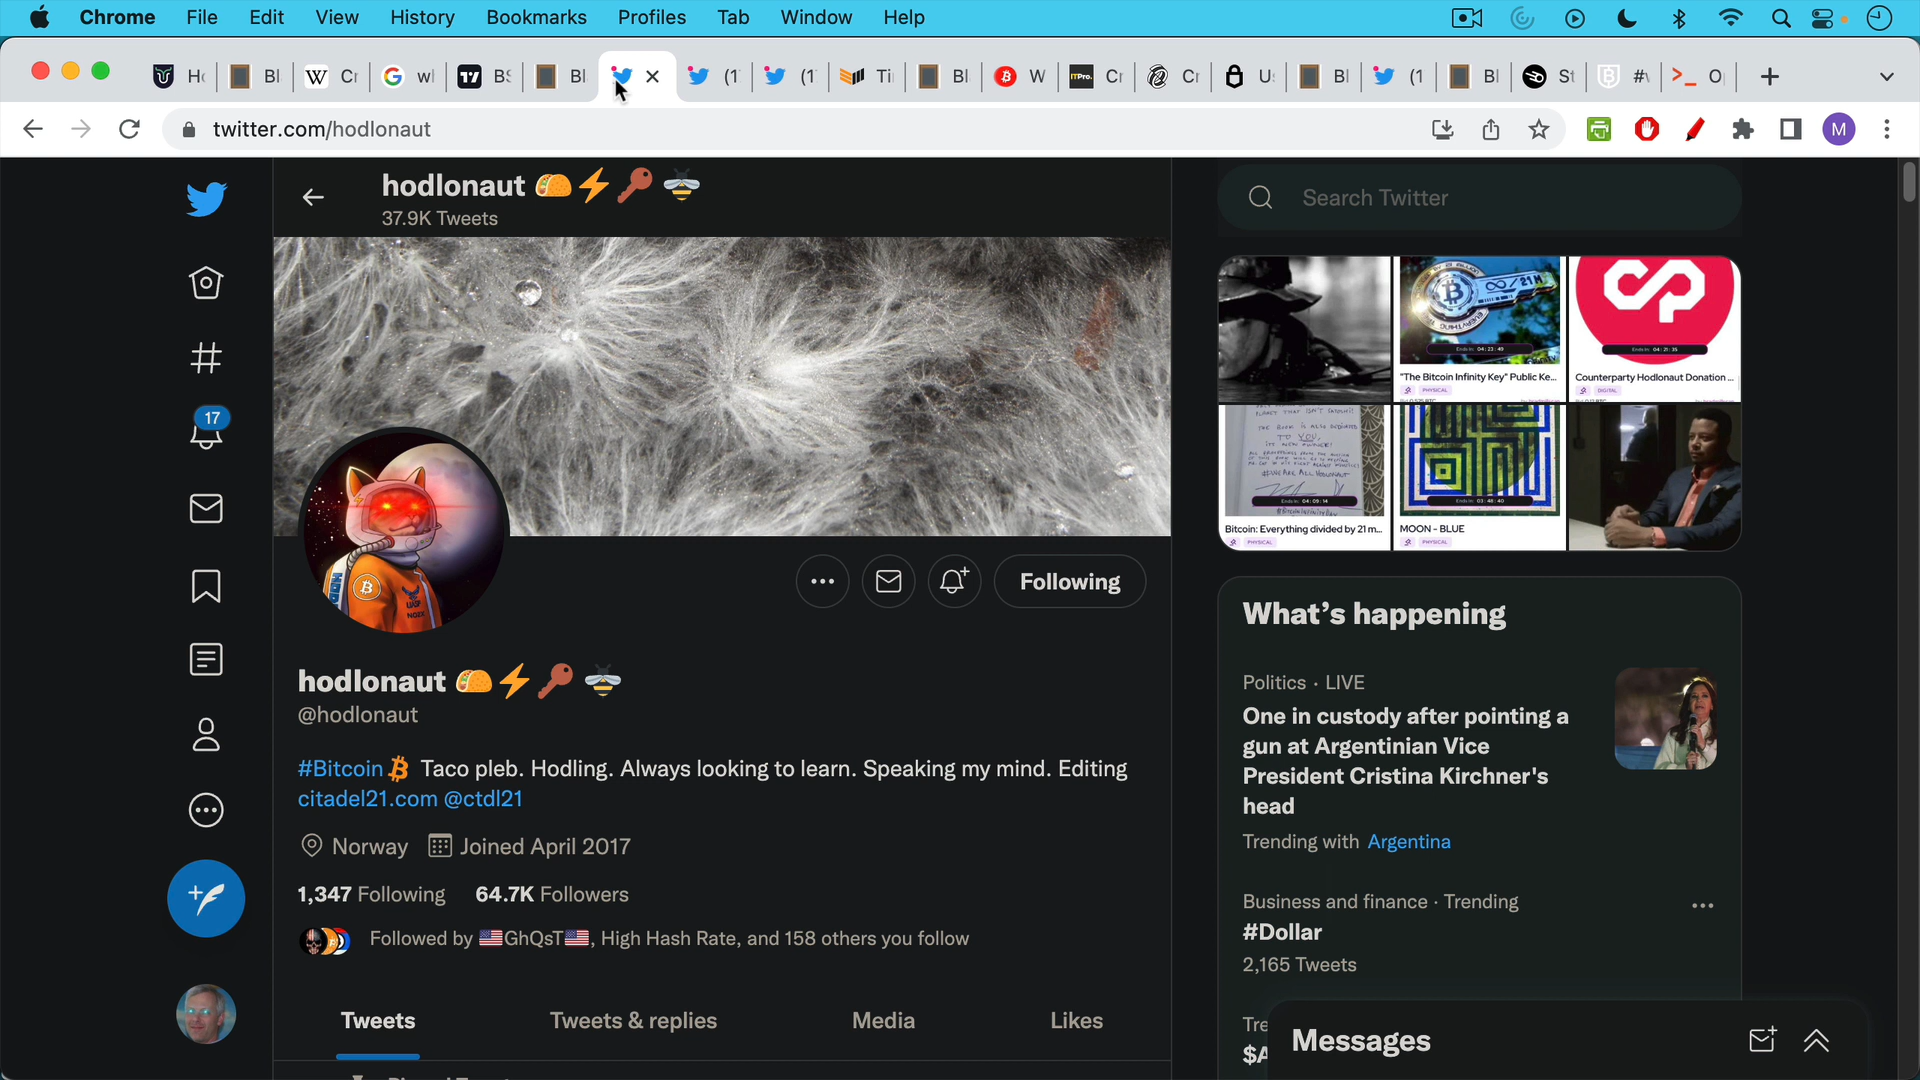 Chrome File Edit View History Bookmarks Profiles Tab Window Help
twitter.com/hodlonaut
M
hodlonaut
37.9K Tweets
Search Twitter
17
"The Bitcoin Infinity Key" Public Ke...
PHYSICAL
Counterparty Hodlonaut Donation ...
DIGITAL
Bitcoin: Everything divided by 21 m...
PHYSICAL
MOON - BLUE
PHYSICAL
Following
hodlonaut
@hodlonaut
#Bitcoin Taco pleb. Hodling. Always looking to learn. Speaking my mind. Editing
citadel21.com @ctdl21
Norway Joined April 2017
1,347 Following 64.7K Followers
Followed by GhQsT, High Hash Rate, and 158 others you follow
Tweets Tweets & replies Media Likes
What's happening
Politics · LIVE
One in custody after pointing a
gun at Argentinian Vice
President Cristina Kirchner's
head
Trending with Argentina
Business and finance · Trending
#Dollar
2,165 Tweets
Messages